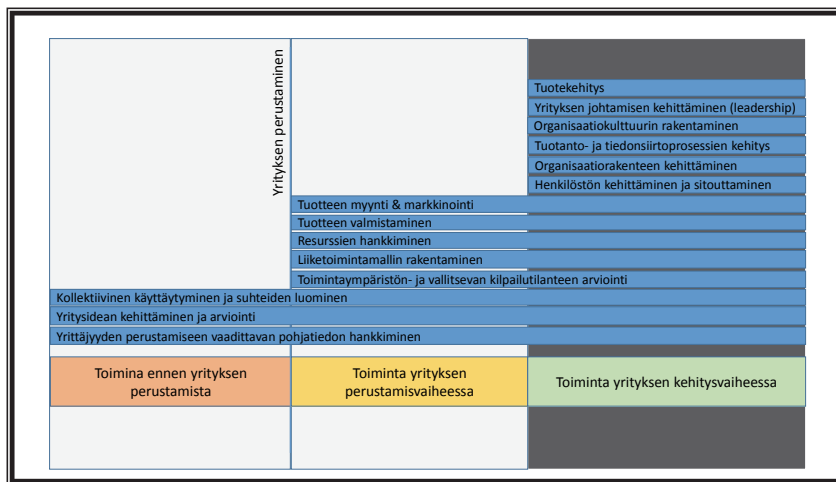 Yrityksen perustaminen
Tuotekehitys
Yrityksen johtamisen kehittäminen (leadership)
Organisaatiokulttuurin rakentaminen
Tuotanto- ja tiedonsiirtoprosessien kehitys
Organisaatiorakenteen kehittäminen
Henkilöstön kehittäminen ja sitouttaminen
Tuotteen myynti & markkinointi
Tuotteen valmistaminen
Resurssien hankkiminen
Liiketoimintamallin rakentaminen
Toimintaympäristön- ja vallitsevan kilpailutilanteen arviointi
Kollektiivinen käyttäytyminen ja suhteiden luominen
Yritysidean kehittäminen ja arviointi
Yrittäjyyden perustamiseen vaadittavan pohjatiedon hankkiminen
Toimina ennen yrityksen
perustamista
Toiminta yrityksen
perustamisvaiheessa
Toiminta yrityksen kehitysvaiheessa